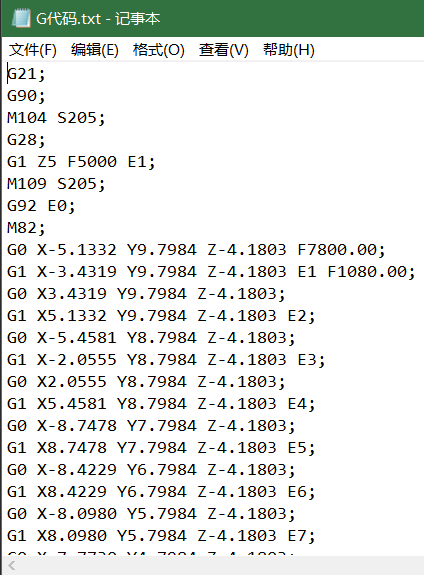 G代码.txt - 记事本
文件(F) 编辑(E) 格式(O) 查看(V) 帮助(H)
G21;
G90;
M104 S205;
G28;
G1 Z5 F5000 E1;
M109 S205;
G92 E0;
M82;
G0 X-5.1332 Y9.7984 Z-4.1803 F7800.00;
G1 X-3.4319 Y9.7984 Z-4.1803 E1 F1080.00;
G0 X3.4319 Y9.7984 Z-4.1803;
G1 X5.1332 Y9.7984 Z-4.1803 E2;
G0 X-5.4581 Y8.7984 Z-4.1803;
G1 X-2.0555 Y8.7984 Z-4.1803 E3;
G0 X2.0555 Y8.7984 Z-4.1803;
G1 X5.4581 Y8.7984 Z-4.1803 E4;
G0 X-8.7478 Y7.7984 Z-4.1803;
G1 X8.7478 Y7.7984 Z-4.1803 E5;
G0 X-8.4229 Y6.7984 Z-4.1803;
G1 X8.4229 Y6.7984 Z-4.1803 E6;
G0 X-8.0980 Y5.7984 Z-4.1803;
G1 X8.0980 Y5.7984 Z-4.1803 E7;